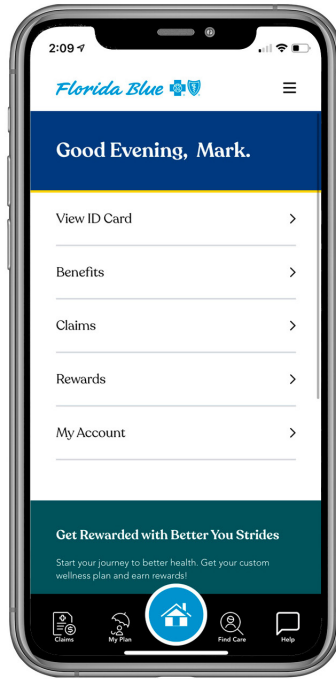 2:09
Florida Blue
Good Evening, Mark.
View ID Card
Benefits
Claims
Rewards
My Account
Get Rewarded with Better You Strides
Start your journey to better health. Get your custom
wellness plan and earn rewards!
Claims
My Plan
Find Care
Help